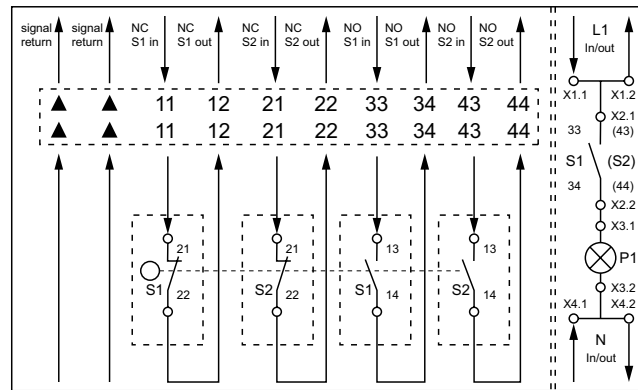 signal return
signal return
NC S1 in
NC S1 out
NC S2 in
NC S2 out
NO S1 in
NO S1 out
NO S2 in
NO S2 out
11 12 21 22 33 34 43 44
11 12 21 22 33 34 43 44
21 21 13 13
S1 S2 S1 S2
22 22 14 14
L1
In/out
X1.1 X1.2
X2.1
33 (43)
S1 (S2)
34 (44)
X2.2
X3.1
P1
X3.2
X4.1 X4.2
N
In/out